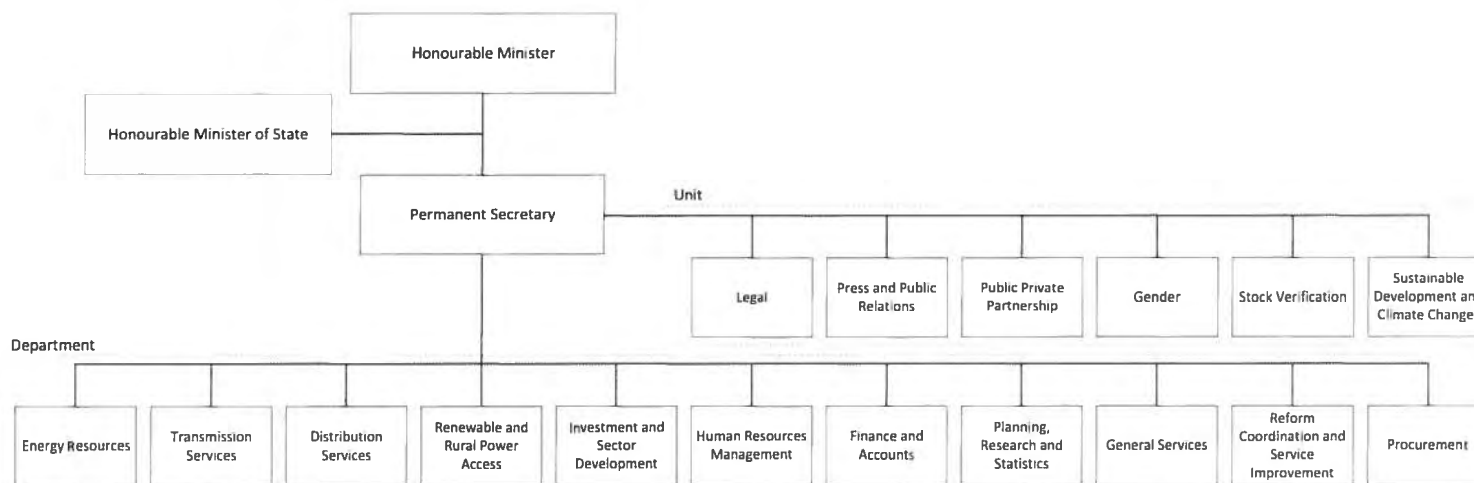 Honourable Minister
Honourable Minister of State
Permanent Secretary
Unit
Legal
Press and Public
Relations
Public Private
Partnership
Gender
Stock Verification
Sustainable
Development an
Climate Change
Department
Energy Resources
Transmission
Services
Distribution
Services
Renewable and
Rural Power
Access
Investment and
Sector
Development
Human Resources
Management
Finance and
Accounts
Planning,
Research and
Statistics
General Services
Reform
Coordination and
Service
Improvement
Procurement